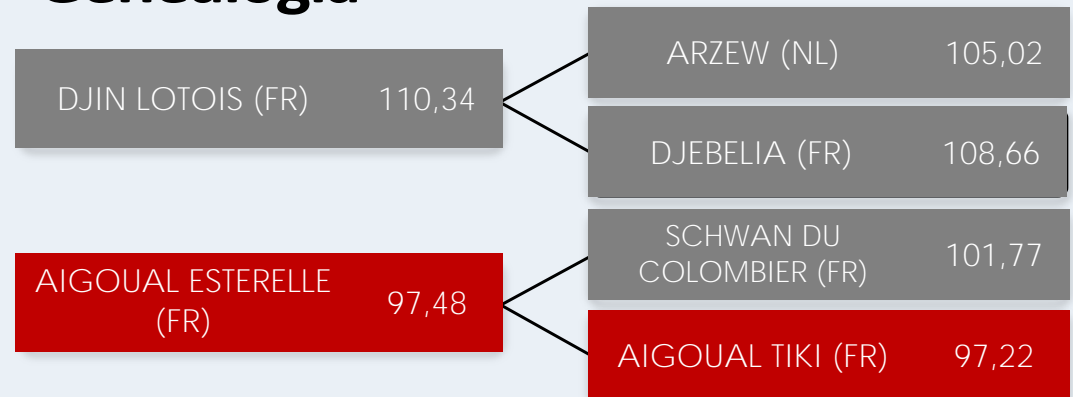 Genealogía
DJIN LOTOIS (FR) 110,34
ARZEW (NL) 105,02
DJEBELIA (FR) 108,66
AIGOUAL ESTERELLE
(FR) 97,48
SCHWAN DU
COLOMBIER (FR) 101,77
AIGOUAL TIKI (FR) 97,22